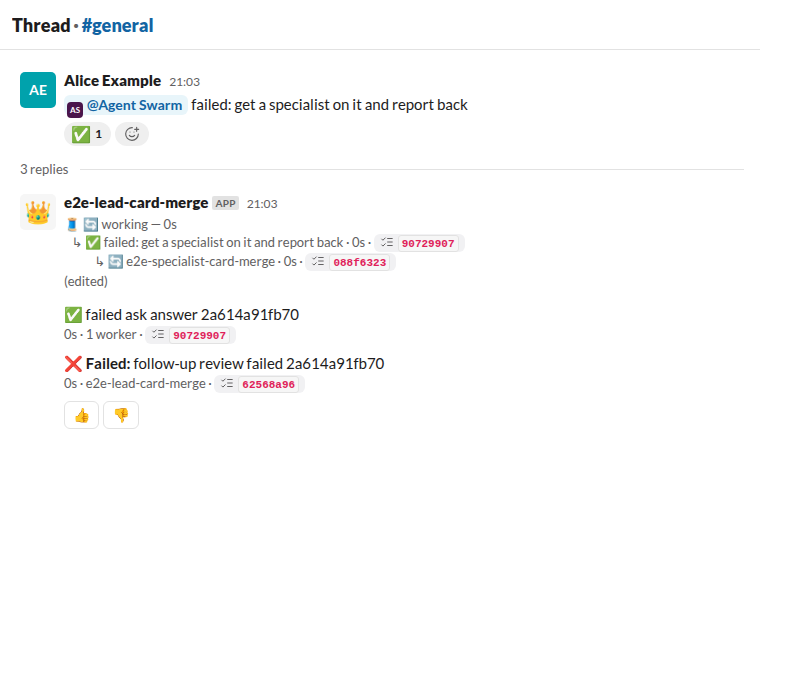 Thread • #general
AE
Alice Example 21:03
AS @Agent Swarm failed: get a specialist on it and report back
1
3 replies
e2e-lead-card-merge APP 21:03
working — 0s
↳ failed: get a specialist on it and report back · 0s · 90729907
↳ e2e-specialist-card-merge · 0s · 088f6323
(edited)
failed ask answer 2a614a91fb70
0s · 1 worker · 90729907
Failed: follow-up review failed 2a614a91fb70
0s · e2e-lead-card-merge · 62568a96